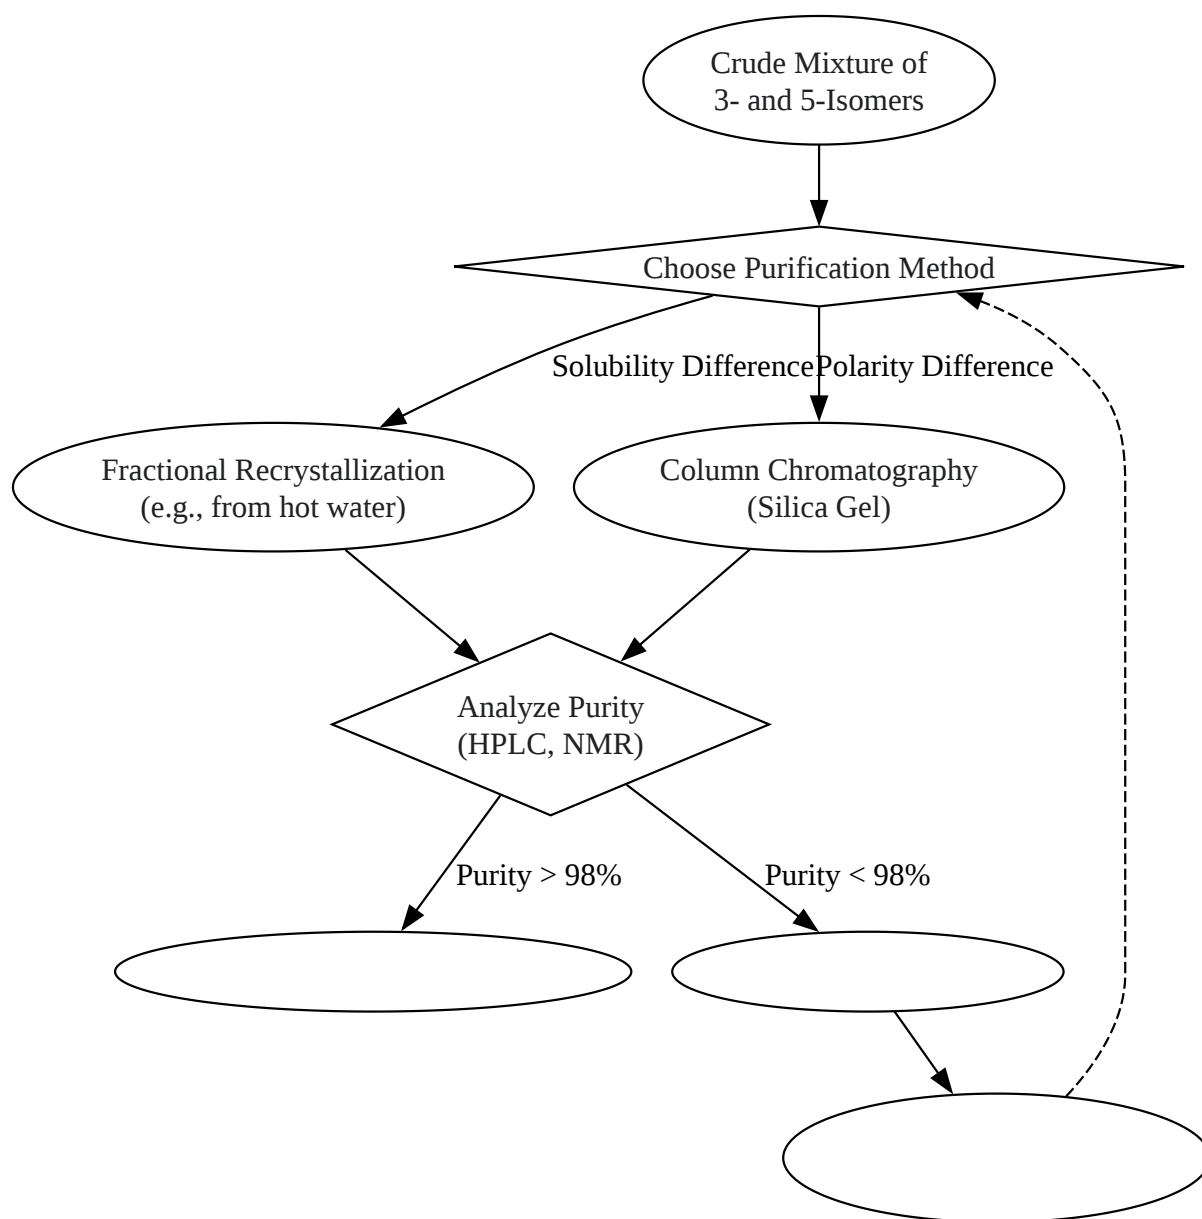 Crude Mixture of
3- and 5-Isomers
Choose Purification Method
Solubility Difference
Polarity Difference
Fractional Recrystallization
(e.g., from hot water)
Column Chromatography
(Silica Gel)
Analyze Purity
(HPLC, NMR)
Purity > 98%
Purity < 98%